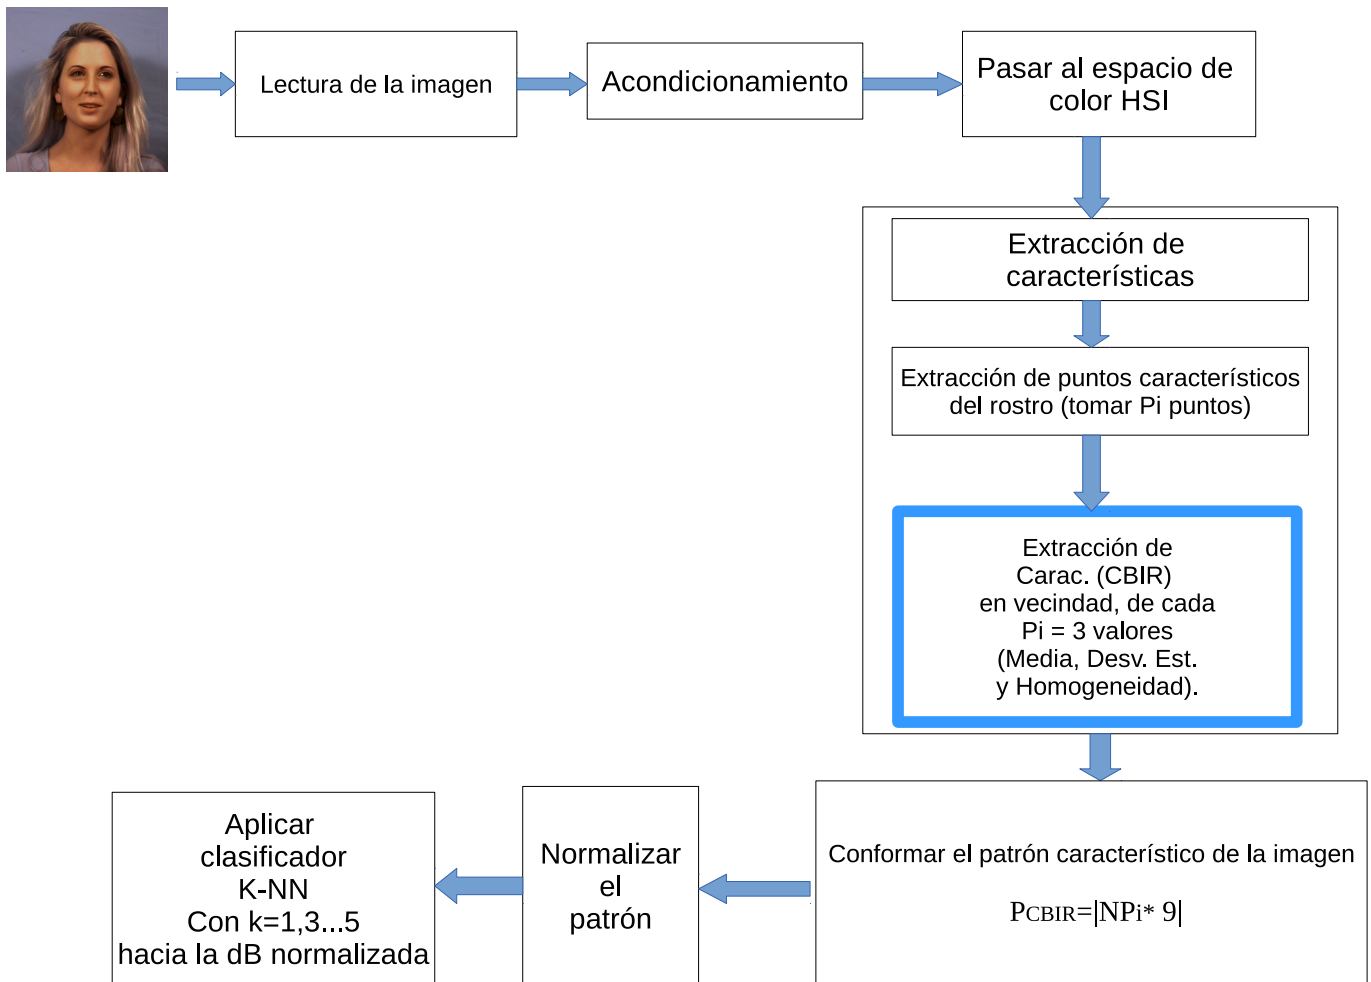 Lectura de la imagen
Acondicionamiento
Pasar al espacio de
color HSI
Extracción de
características
Extracción de puntos característicos
del rostro (tomar Pi puntos)
Extracción de
Carac. (CBIR)
en vecindad, de cada
Pi = 3 valores
(Media, Desv. Est.
y Homogeneidad).
Conformar el patrón característico de la imagen
PCBIR=|NPi* 9|
Normalizar
el
patrón
Aplicar
clasificador
K-NN
Con k=1,3...5
hacia la dB normalizada